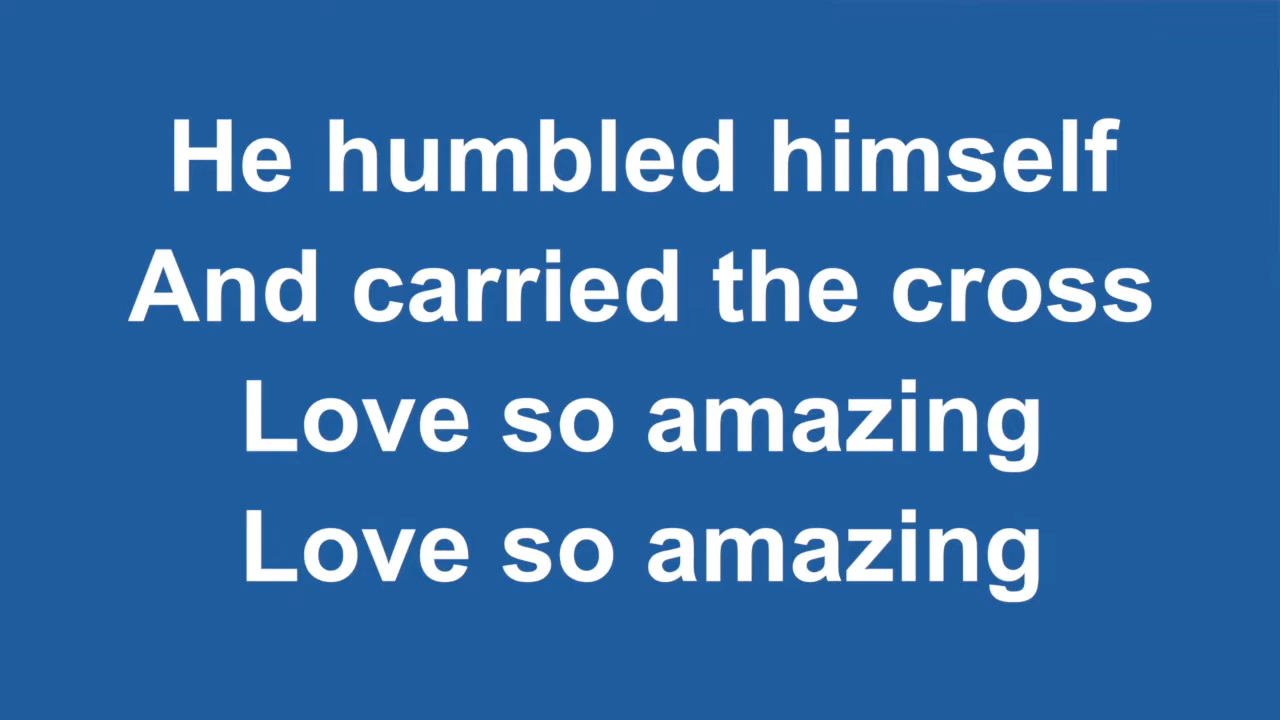 He humbled himself
And carried the cross
Love so amazing
Love so amazing